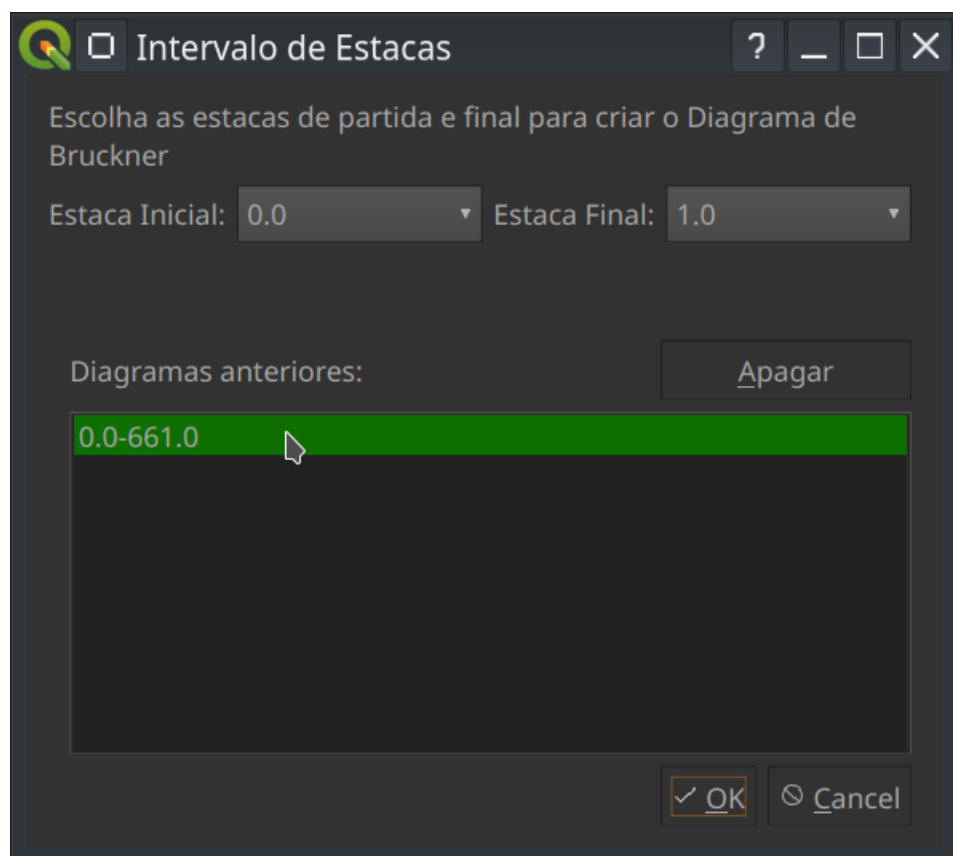 Intervalo de Estacas
Escolha as estacas de partida e final para criar o Diagrama de
Bruckner
Estaca Inicial: 0.0 Estaca Final: 1.0
Diagramas anteriores: Apagar
0.0-661.0
OK Cancel